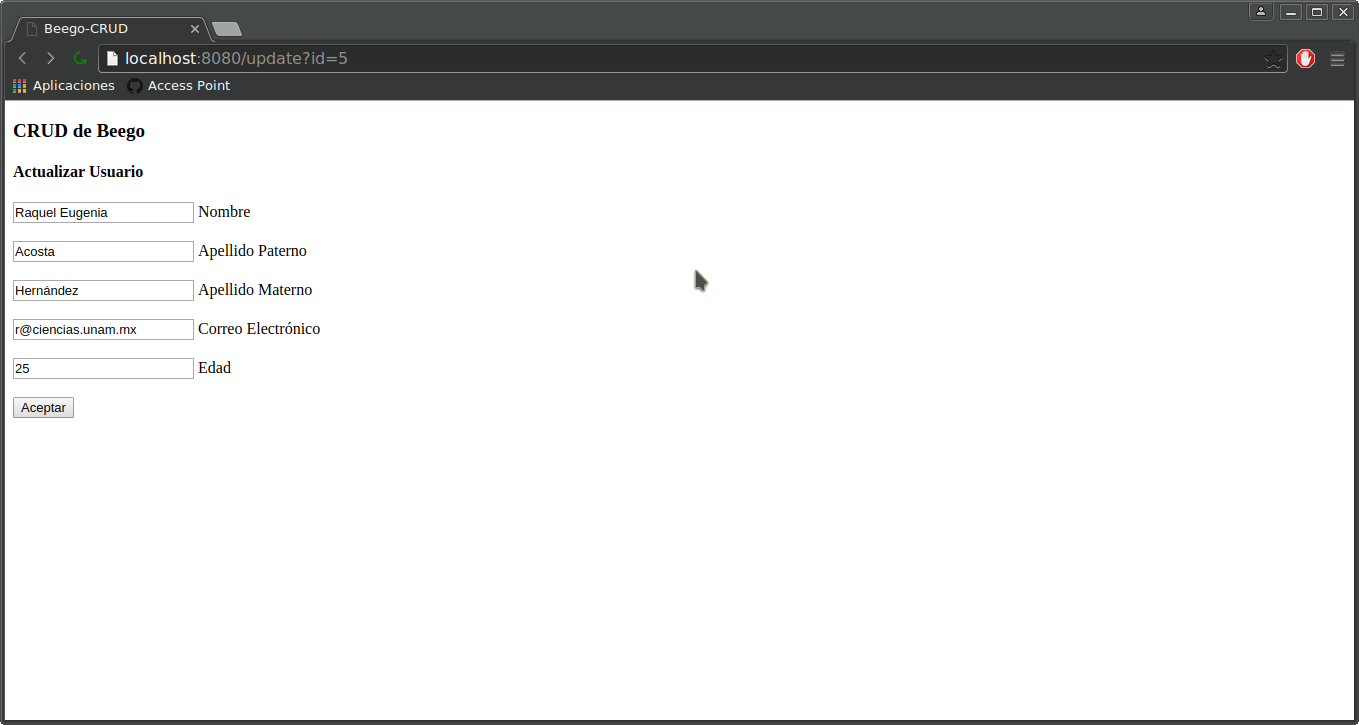 Beego-CRUD
localhost:8080/update?id=5
Aplicaciones Access Point
CRUD de Beego
Actualizar Usuario
Raquel Eugenia Nombre
Acosta Apellido Paterno
Hernández Apellido Materno
r@ciencias.unam.mx Correo Electrónico
25 Edad
Aceptar